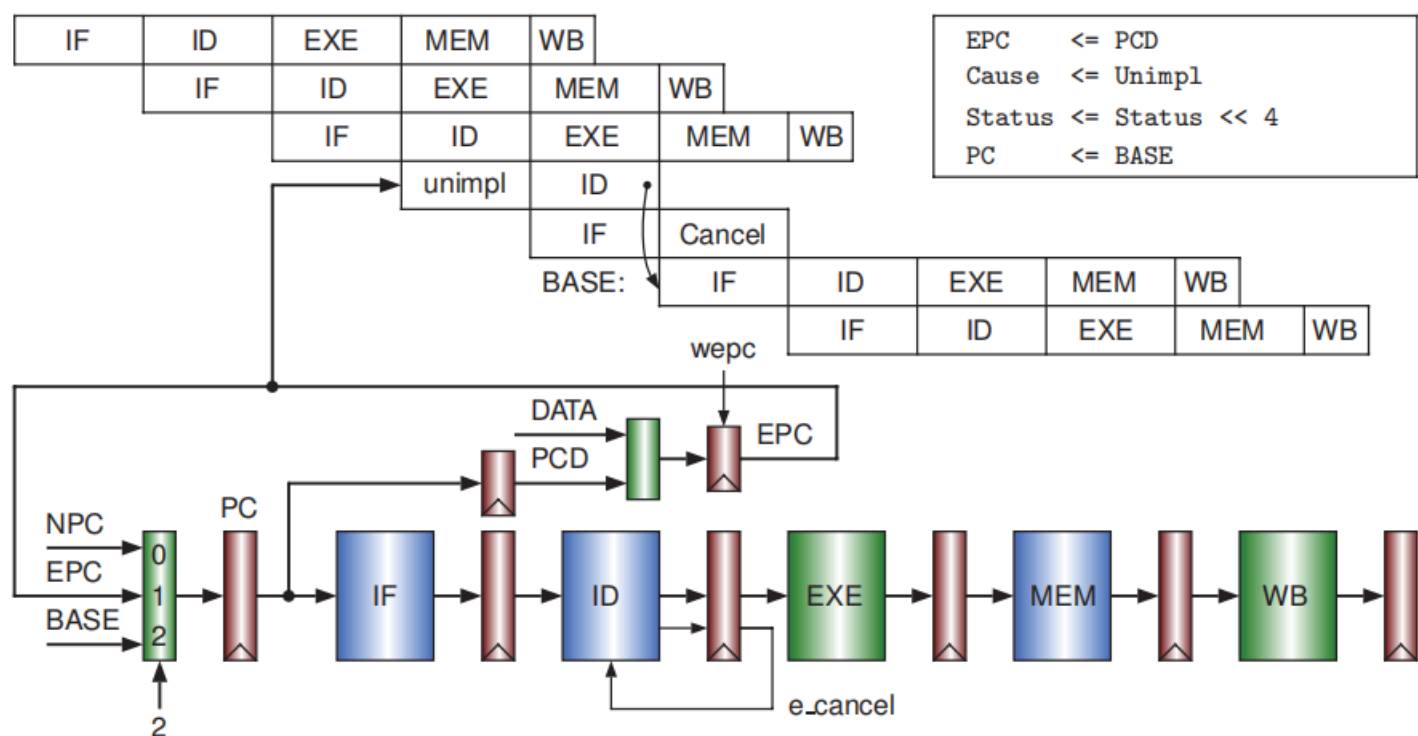 IF ID EXE MEM WB
IF ID EXE MEM WB
IF ID EXE MEM WB
unimpl ID
IF Cancel
BASE: IF ID EXE MEM WB
IF ID EXE MEM WB
EPC <= PCD
Cause <= Unimpl
Status <= Status << 4
PC <= BASE
wepc
DATA
PCD
EPC
NPC
EPC
BASE
0
1
2
2
PC
IF ID EXE MEM WB
e_cancel